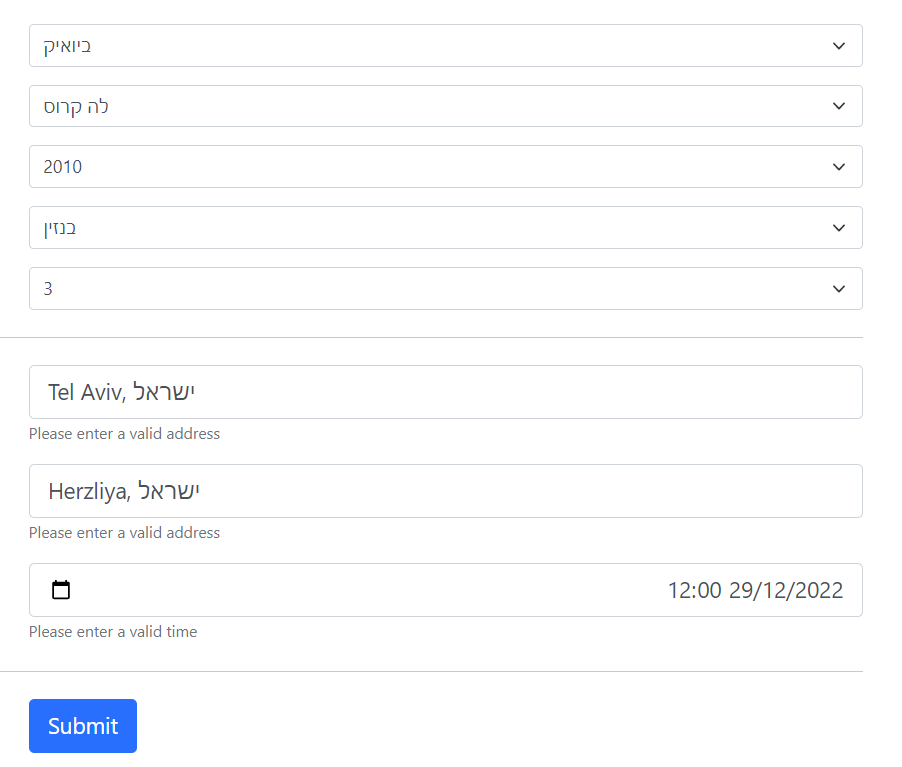 ביואיק
לה קרוס
2010
בנזין
3
Tel Aviv, ישראל
Please enter a valid address
Herzliya, ישראל
Please enter a valid address
12:00 29/12/2022
Please enter a valid time
Submit